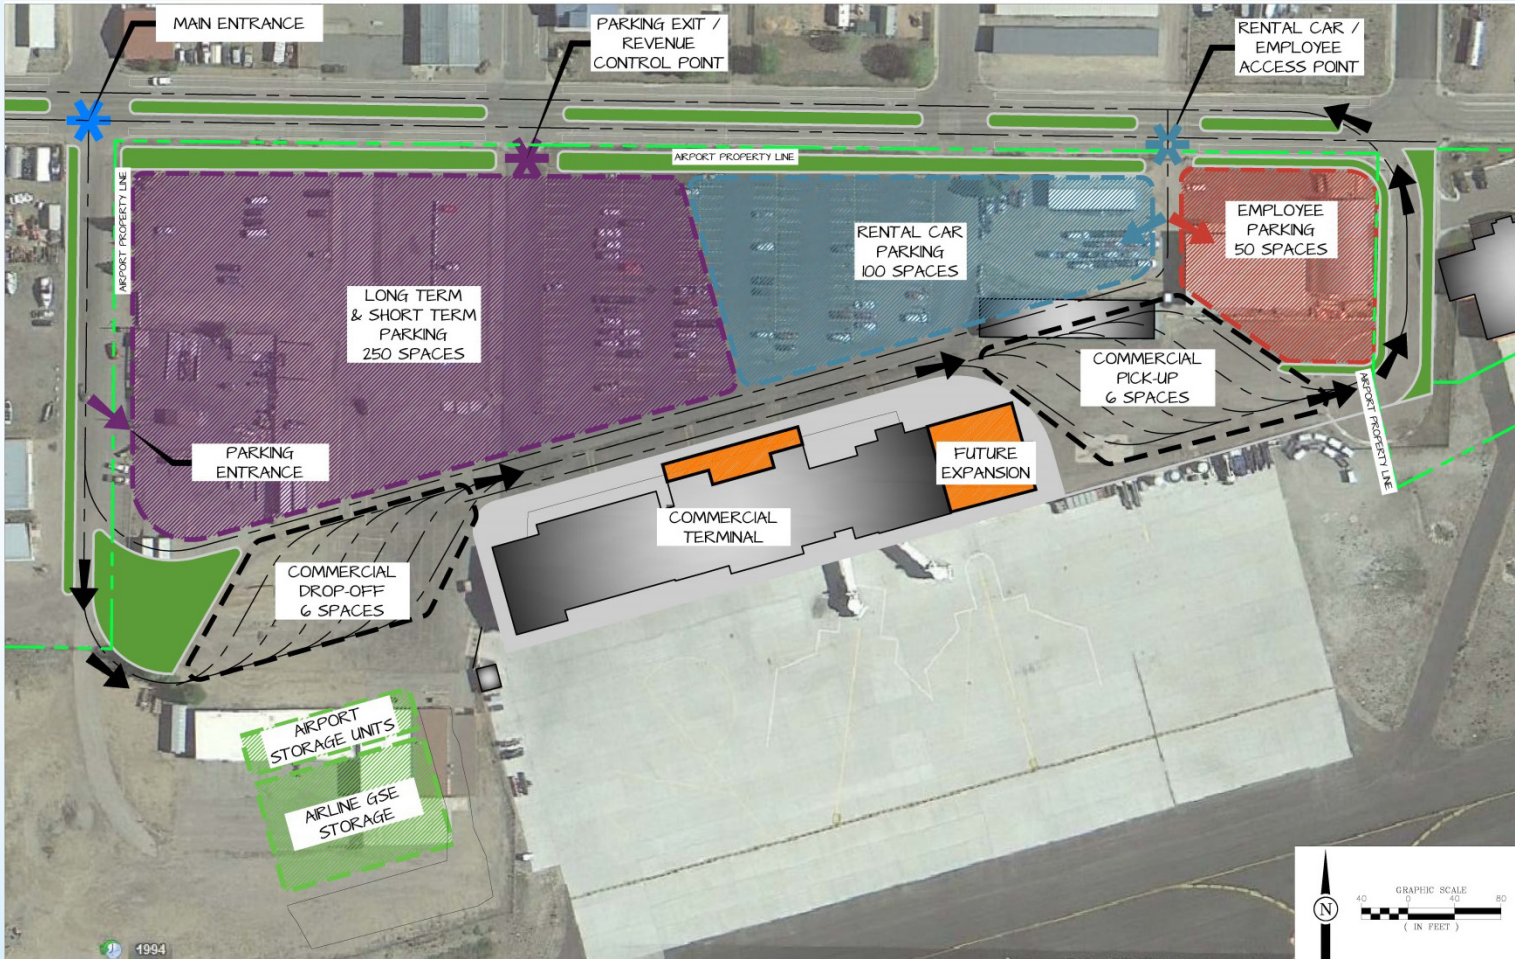 MAIN ENTRANCE
PARKING EXIT /
REVENUE
CONTROL POINT
RENTAL CAR /
EMPLOYEE
ACCESS POINT
AIRPORT PROPERTY LINE
AIRPORT PROPERTY LINE
LONG TERM
& SHORT TERM
PARKING
250 SPACES
RENTAL CAR
PARKING
100 SPACES
EMPLOYEE
PARKING
50 SPACES
COMMERCIAL
PICK-UP
6 SPACES
AIRPORT PROPERTY LINE
PARKING
ENTRANCE
FUTURE
EXPANSION
COMMERCIAL
TERMINAL
COMMERCIAL
DROP-OFF
6 SPACES
AIRPORT
STORAGE UNITS
AIRLINE GSE
STORAGE
N
GRAPHIC SCALE
40 0 40 80
( IN FEET )
1994